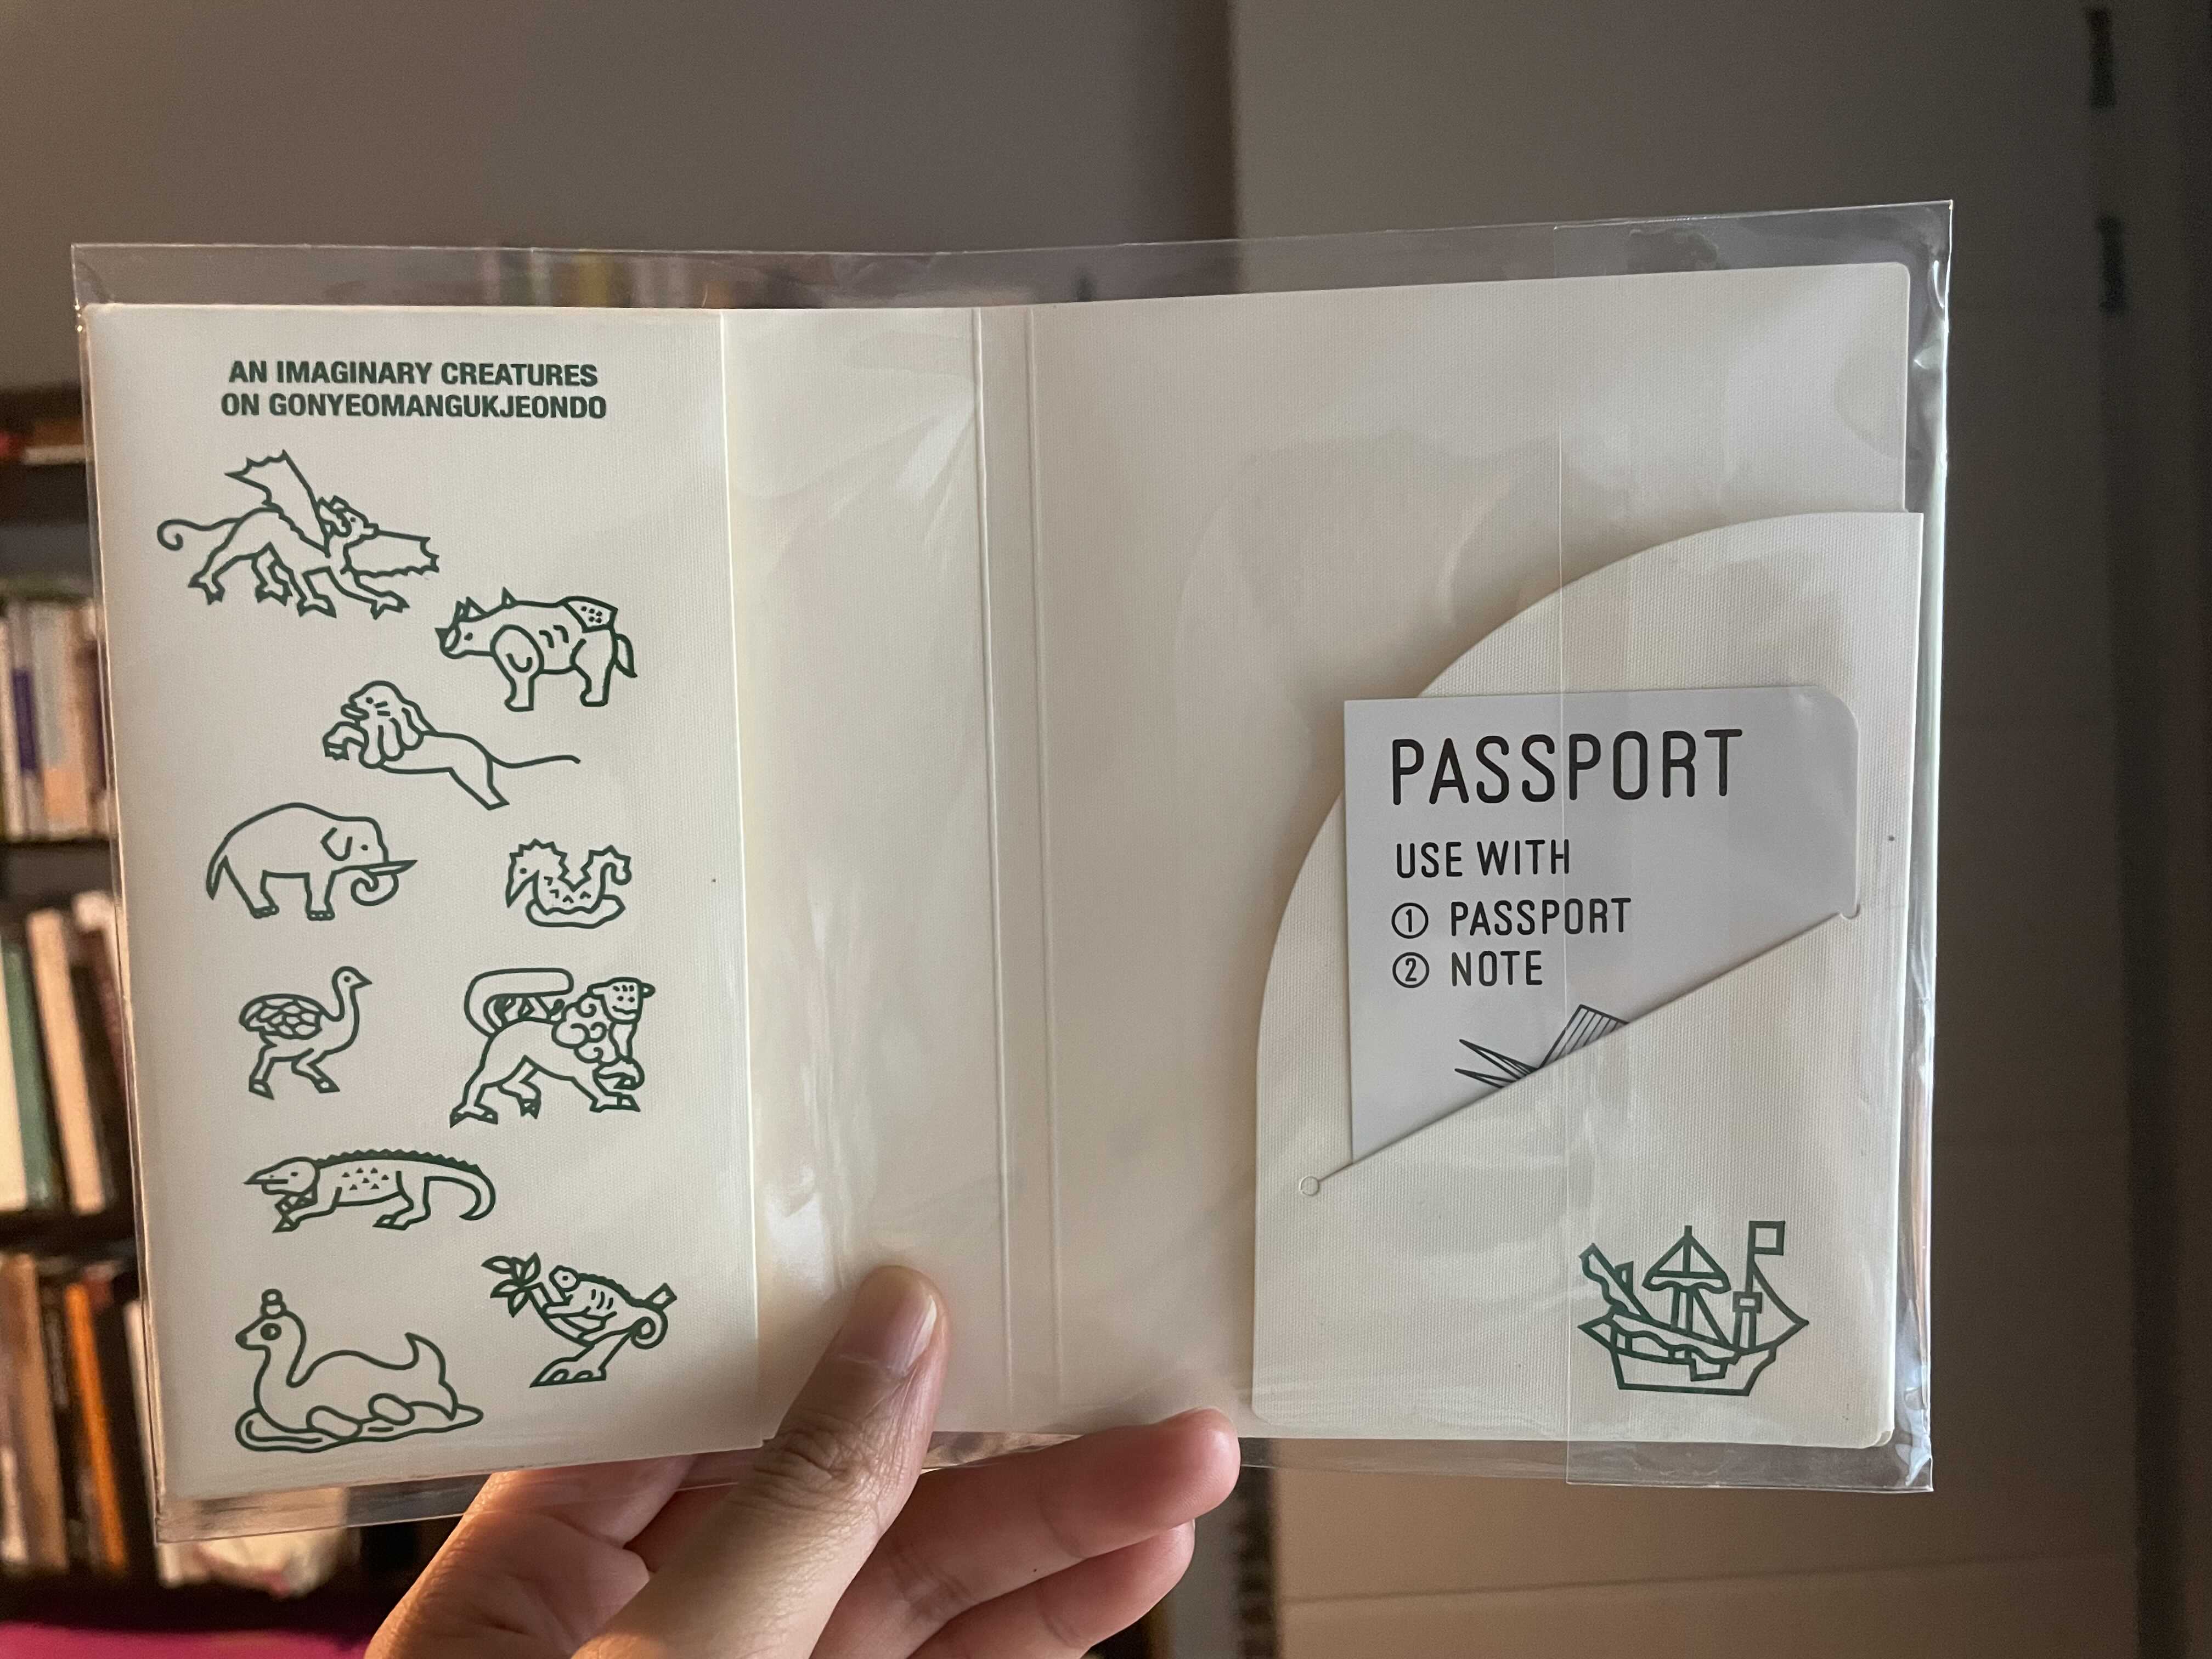 AN IMAGINARY CREATURES
ON GONYEOMANGUKJEONDO
PASSPORT
USE WITH
① PASSPORT
② NOTE